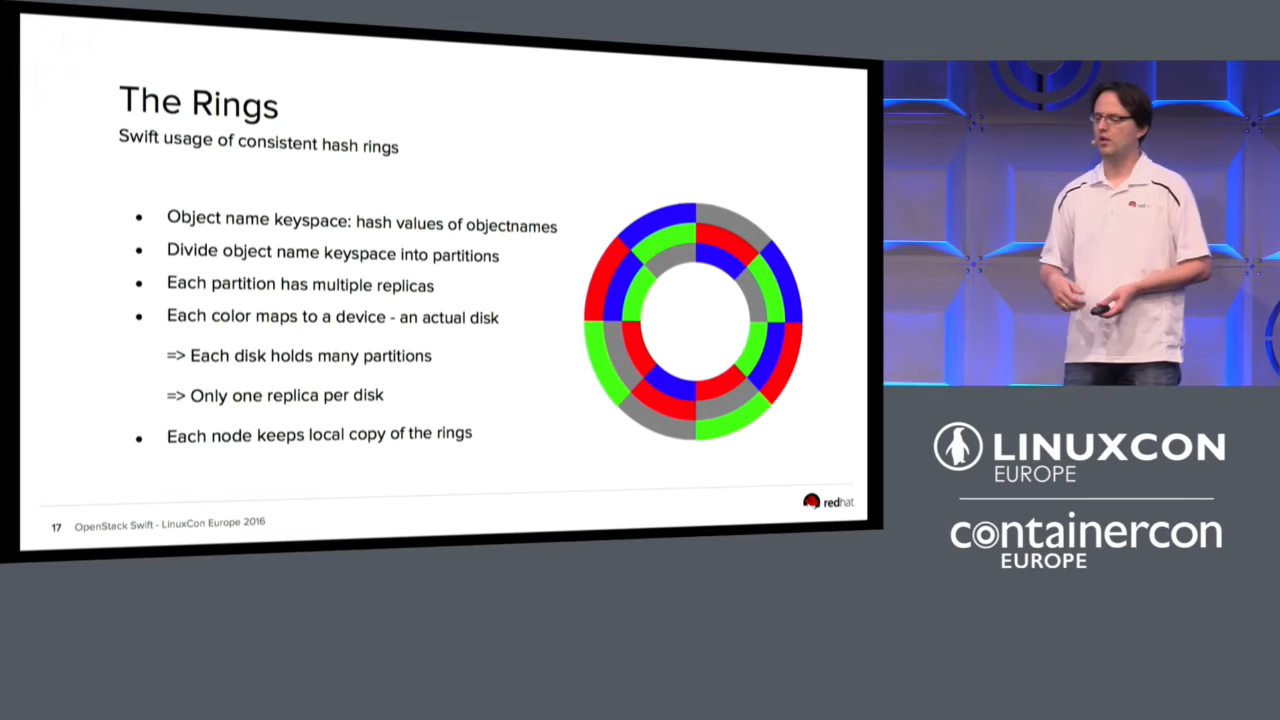 The Rings
Swift usage of consistent hash rings
• Object name keyspace: hash values of objectnames
• Divide object name keyspace into partitions
• Each partition has multiple replicas
• Each color maps to a device - an actual disk
=> Each disk holds many partitions
=> Only one replica per disk
• Each node keeps local copy of the rings
17 OpenStack Swift - LinuxCon Europe 2016
redhat
redhat
LINUXCON
EUROPE
containercon
EUROPE